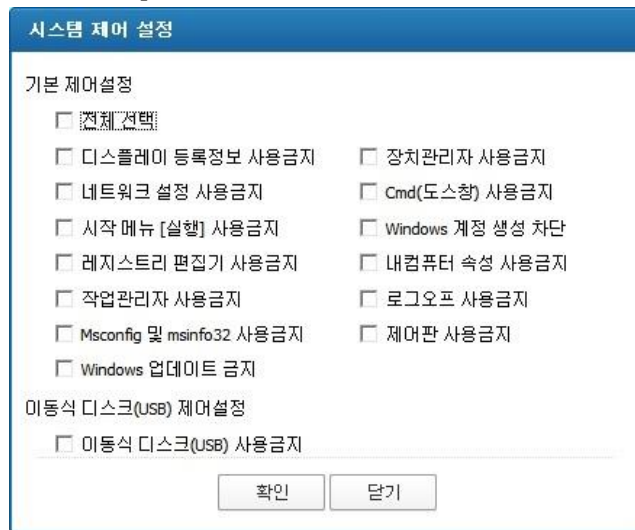 시스템 제어 설정
기본 제어설정
전체 선택
디스플레이 등록정보 사용금지 장치관리자 사용금지
네트워크 설정 사용금지 Cmd(도스창) 사용금지
시작 메뉴 [실행] 사용금지 Windows 계정 생성 차단
레지스트리 편집기 사용금지 내컴퓨터 속성 사용금지
작업관리자 사용금지 로그오프 사용금지
Msconfig 및 msinfo32 사용금지 제어판 사용금지
Windows 업데이트 금지
이동식 디스크(USB) 제어설정
이동식 디스크(USB) 사용금지
확인 닫기